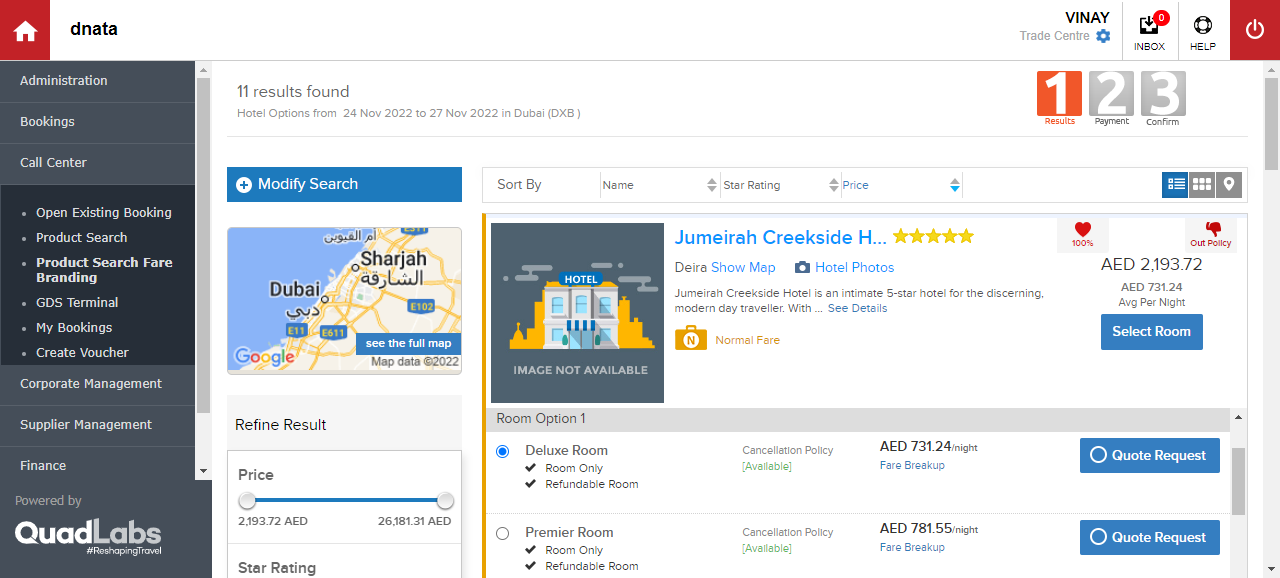 dnata
VINAY
Trade Centre
0
INBOX
HELP
Administration
Bookings
Call Center
Open Existing Booking
Product Search
Product Search Fare
Branding
GDS Terminal
My Bookings
Create Voucher
Corporate Management
Supplier Management
Finance
Powered by
QuadLabs
#ReshapingTravel
11 results found
Hotel Options from 24 Nov 2022 to 27 Nov 2022 in Dubai (DXB )
1 2 3
Results Payment Confirm
Modify Search
أم القيوين
Sharjah
الشارقة
Dubai
دبي
E102
E11 E611
see the full map
Google
Map data ©2022
Refine Result
Price
2,193.72 AED 26,181.31 AED
Star Rating
Sort By Name Star Rating Price
HOTEL
IMAGE NOT AVAILABLE
Jumeirah Creekside H...
100%
Out Policy
Deira Show Map Hotel Photos
Jumeirah Creekside Hotel is an intimate 5-star hotel for the discerning,
modern day traveller. With ... See Details
N Normal Fare
AED 2,193.72
AED 731.24
Avg Per Night
Select Room
Room Option 1
Deluxe Room
Room Only
Refundable Room
Cancellation Policy
[Available]
AED 731.24/night
Fare Breakup
Quote Request
Premier Room
Room Only
Refundable Room
Cancellation Policy
[Available]
AED 781.55/night
Fare Breakup
Quote Request